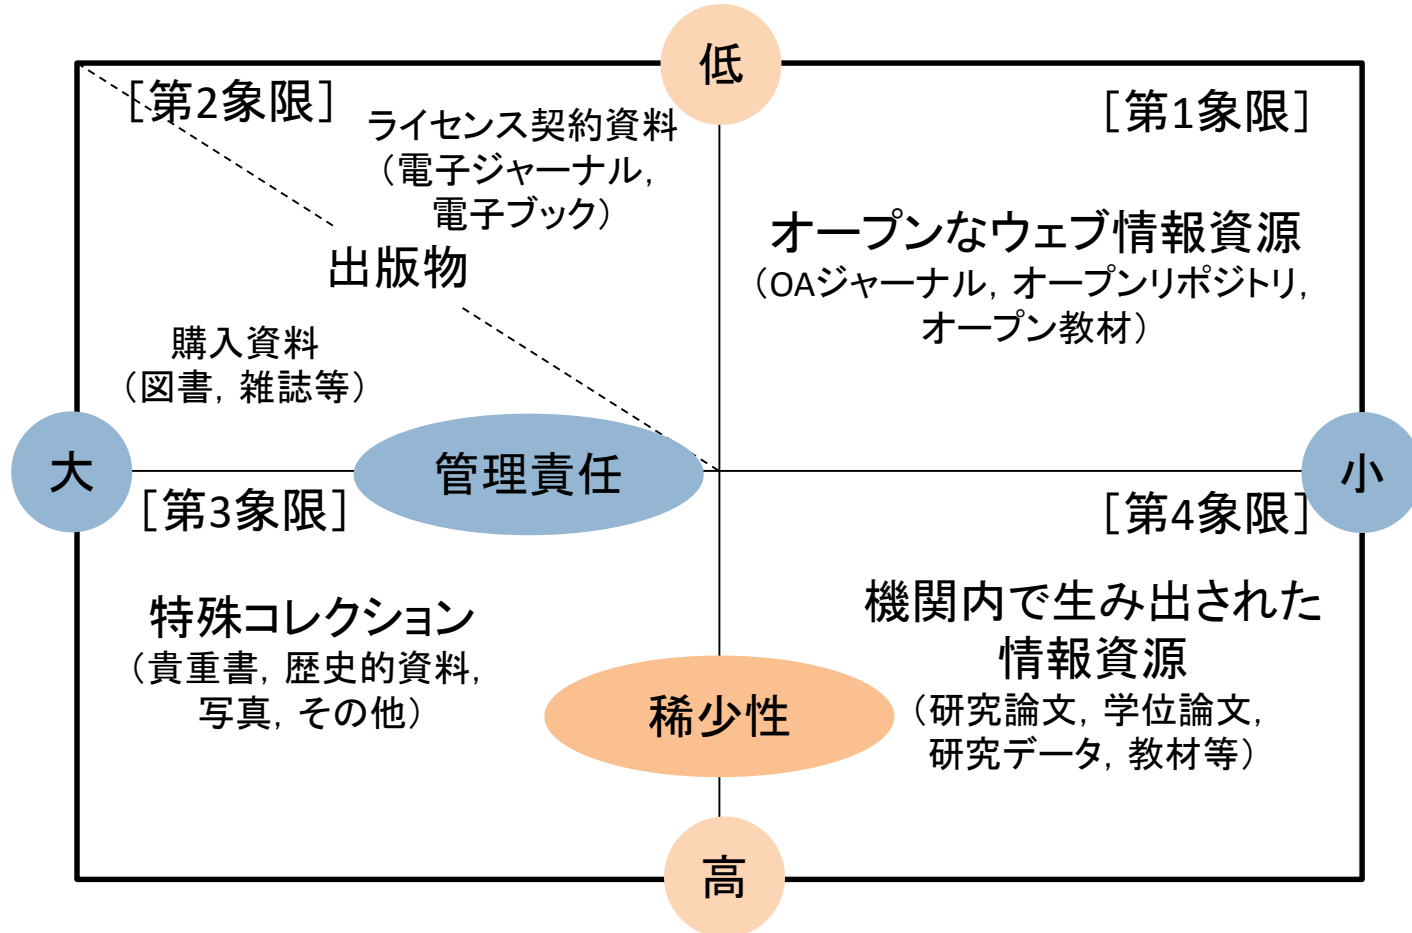 低
［第2象限］
ライセンス契約資料
（電子ジャーナル，
電子ブック）
出版物
購入資料
（図書，雑誌等）
［第1象限］
オープンなウェブ情報資源
（OAジャーナル，オープンリポジトリ，
オープン教材）
大
管理責任
小
［第3象限］
特殊コレクション
（貴重書，歴史的資料，
写真，その他）
［第4象限］
機関内で生み出された
情報資源
（研究論文，学位論文，
研究データ，教材等）
稀少性
高